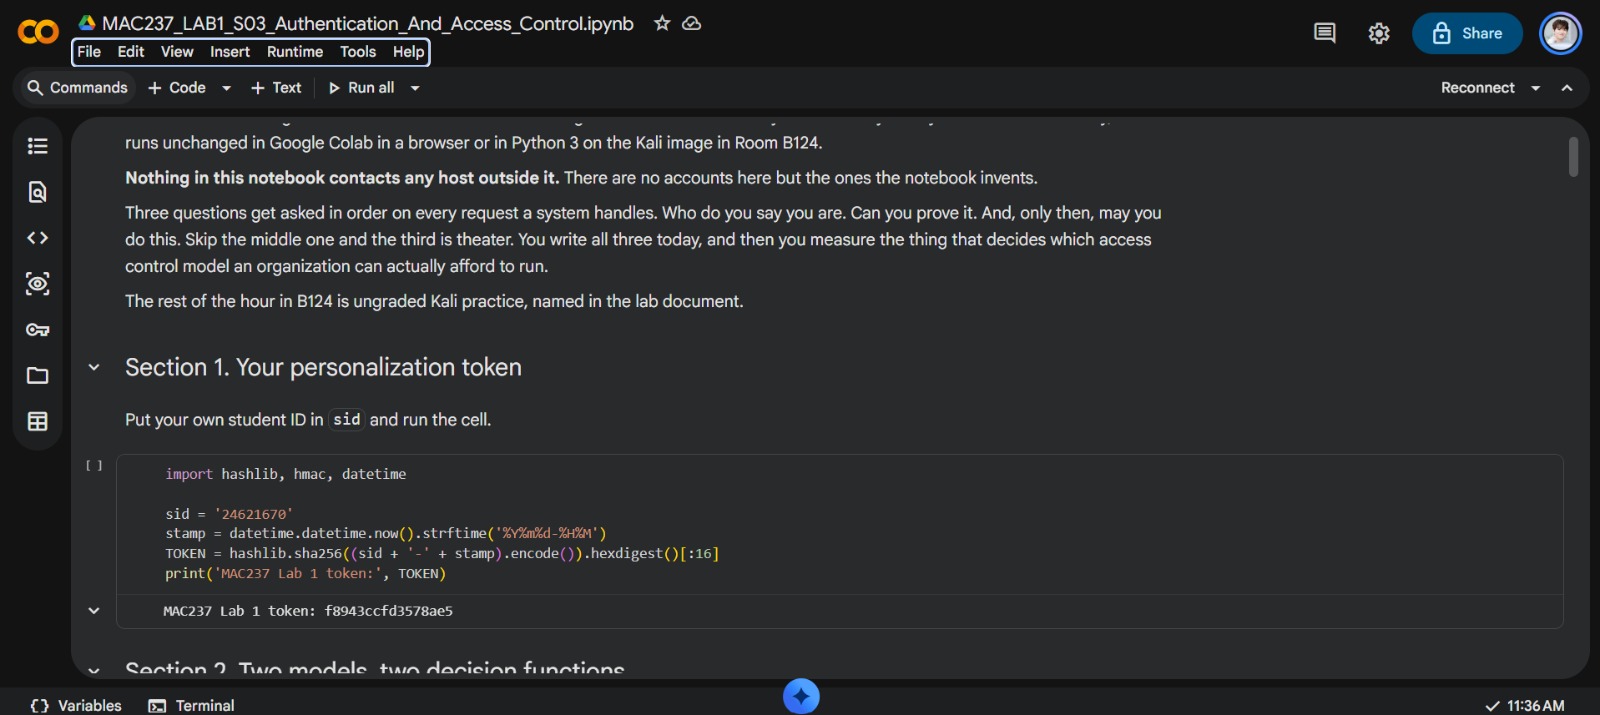 MAC237_LAB1_S03_Authentication_And_Access_Control.ipynb
File Edit View Insert Runtime Tools Help
Share
Commands + Code + Text Run all
Reconnect
runs unchanged in Google Colab in a browser or in Python 3 on the Kali image in Room B124.
Nothing in this notebook contacts any host outside it. There are no accounts here but the ones the notebook invents.
Three questions get asked in order on every request a system handles. Who do you say you are. Can you prove it. And, only then, may you
do this. Skip the middle one and the third is theater. You write all three today, and then you measure the thing that decides which access
control model an organization can actually afford to run.
The rest of the hour in B124 is ungraded Kali practice, named in the lab document.
Section 1. Your personalization token
Put your own student ID in sid and run the cell.
[ ]
import hashlib, hmac, datetime
sid = '24621670'
stamp = datetime.datetime.now().strftime('%Y%m%d-%H%M')
TOKEN = hashlib.sha256((sid + '-' + stamp).encode()).hexdigest()[:16]
print('MAC237 Lab 1 token:', TOKEN)
MAC237 Lab 1 token: f8943ccfd3578ae5
Section 2. Two models, two decision functions
{} Variables Terminal
11:36 AM